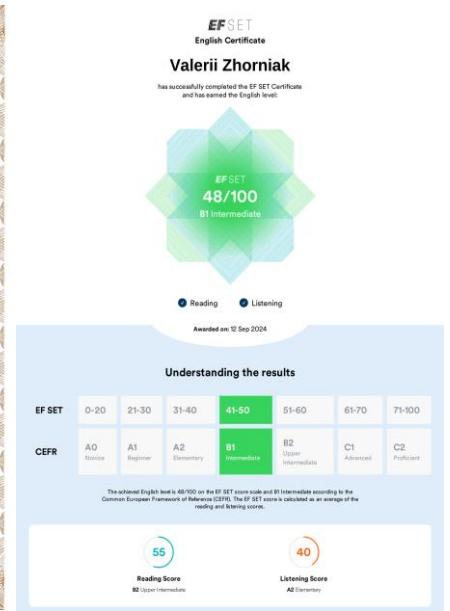 EFSET
English Certificate
Valerii Zhorniak
has successfully completed the EF SET Certificate
and has earned the English level:
EFSET
48/100
B1 Intermediate
Reading Listening
Awarded on: 12 Sep 2024
Understanding the results
EF SET 0-20 21-30 31-40 41-50 51-60 61-70 71-100
CEFR A0 Novice A1 Beginner A2 Elementary B1 Intermediate B2 Upper Intermediate C1 Advanced C2 Proficient
The achieved English level is 48/100 on the EF SET score scale and B1 Intermediate according to the
Common European Framework of Reference (CEFR). The EF SET score is calculated as an average of the
reading and listening scores.
55 40
Reading Score Listening Score
B2 Upper Intermediate A2 Elementary